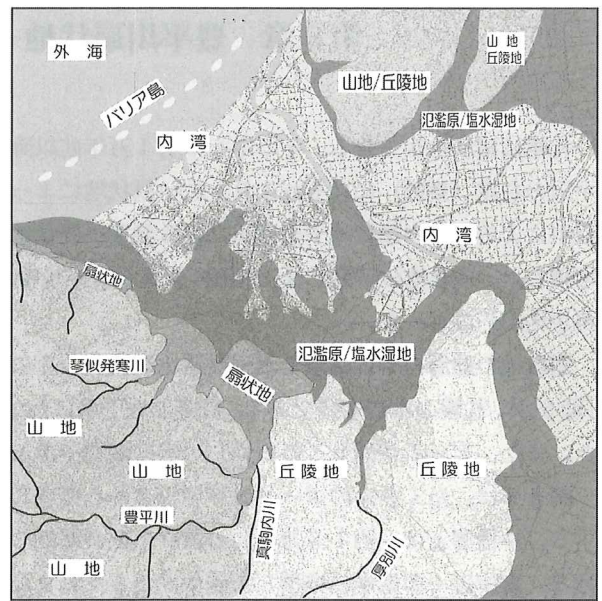 外海
バリア島
内湾
山地/丘陵地
山地
丘陵地
氾濫原/塩水湿地
内湾
扇状地
琴似発寒川
扇状地
氾濫原/塩水湿地
山地
山地
丘陵地
丘陵地
豊平川
真駒内川
厚別川
山地